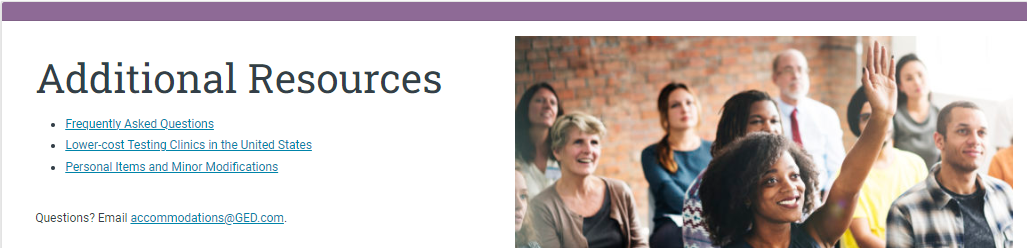 Additional Resources
Frequently Asked Questions
Lower-cost Testing Clinics in the United States
Personal Items and Minor Modifications
Questions? Email accommodations@GED.com.